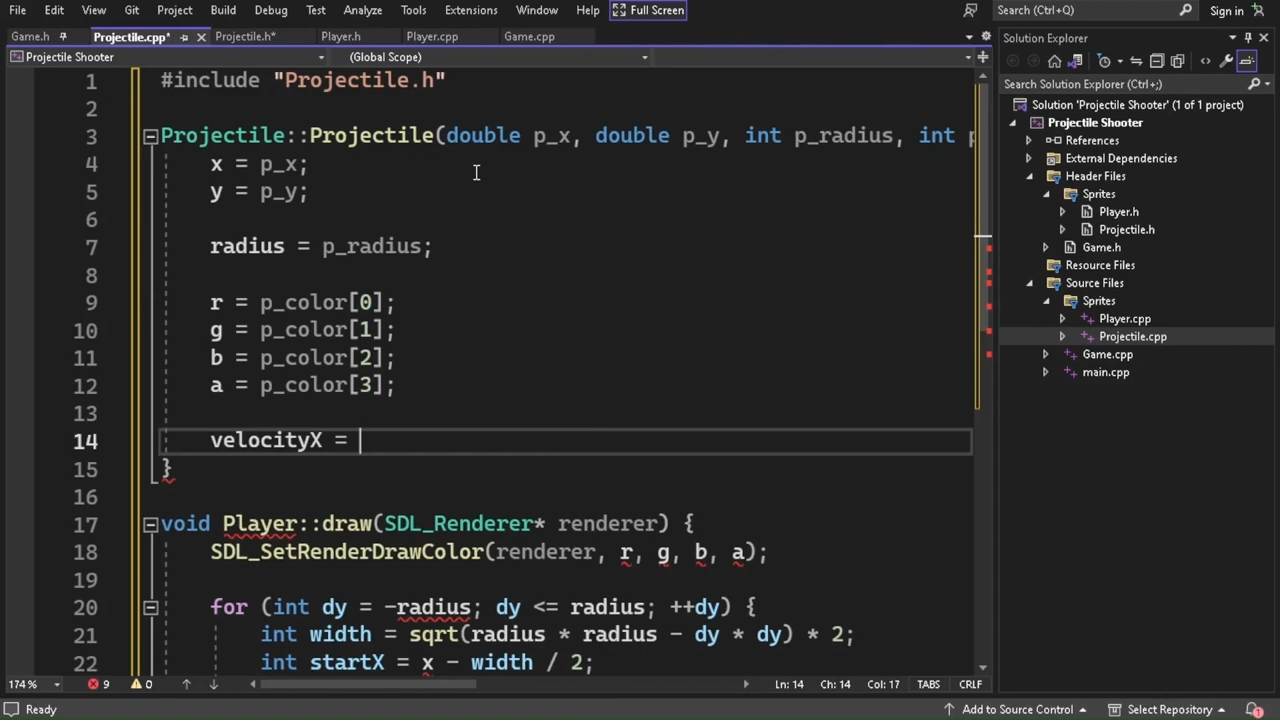 File Edit View Git Project Build Debug Test Analyze Tools Extensions Window Help Full Screen Search (Ctrl+Q) Sign in
Game.h Projectile.cpp* Projectile.h* Player.h Player.cpp Game.cpp
Projectile Shooter (Global Scope)
1 #include "Projectile.h"
2
3 Projectile::Projectile(double p_x, double p_y, int p_radius, int p
4 x = p_x;
5 y = p_y;
6
7 radius = p_radius;
8
9 r = p_color[0];
10 g = p_color[1];
11 b = p_color[2];
12 a = p_color[3];
13
14 velocityX =
15 }
16
17 void Player::draw(SDL_Renderer* renderer) {
18 SDL_SetRenderDrawColor(renderer, r, g, b, a);
19
20 for (int dy = -radius; dy <= radius; ++dy) {
21 int width = sqrt(radius * radius - dy * dy) * 2;
22 int startX = x - width / 2;
174 % 9 0 Ln: 14 Ch: 14 Col: 17 TABS CRLF
Solution Explorer
Search Solution Explorer (Ctrl+;)
Solution 'Projectile Shooter' (1 of 1 project)
Projectile Shooter
References
External Dependencies
Header Files
Sprites
Player.h
Projectile.h
Game.h
Resource Files
Source Files
Sprites
Player.cpp
Projectile.cpp
Game.cpp
main.cpp
Ready Add to Source Control Select Repository 1